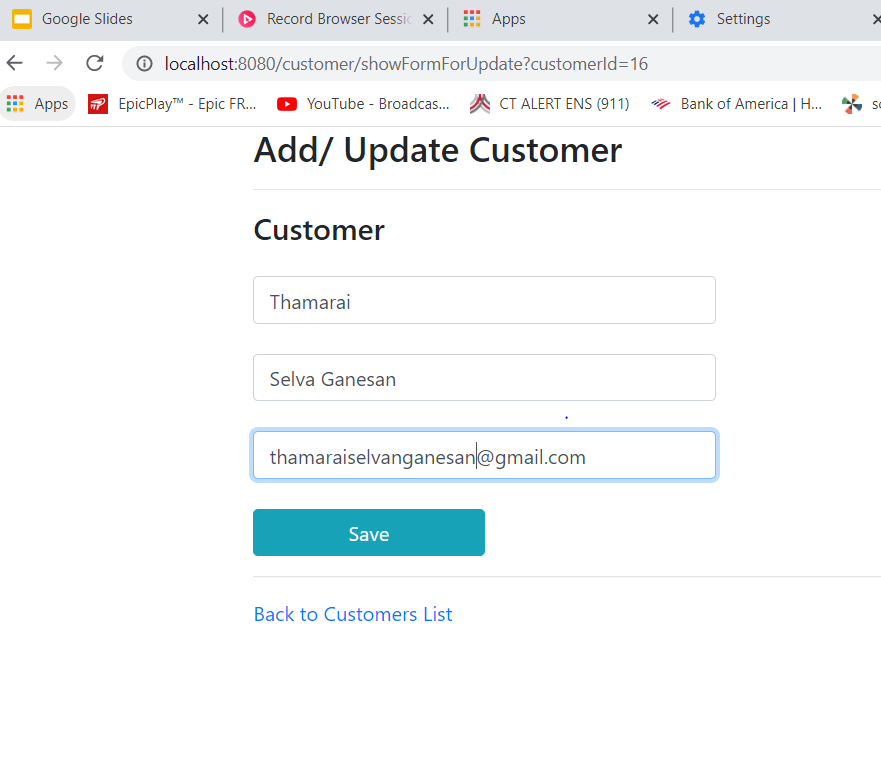 Google Slides
Record Browser Sessio
Apps
Settings
localhost:8080/customer/showFormForUpdate?customerId=16
Apps EpicPlay™ - Epic FR... YouTube - Broadcas... CT ALERT ENS (911) Bank of America | H... sc
Add/ Update Customer
Customer
Thamarai
Selva Ganesan
thamaraiselvanganesan@gmail.com
Save
Back to Customers List